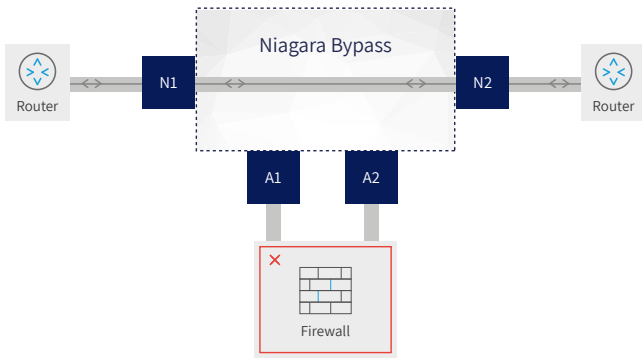 Niagara Bypass
N1
N2
Router
Router
A1
A2
Firewall